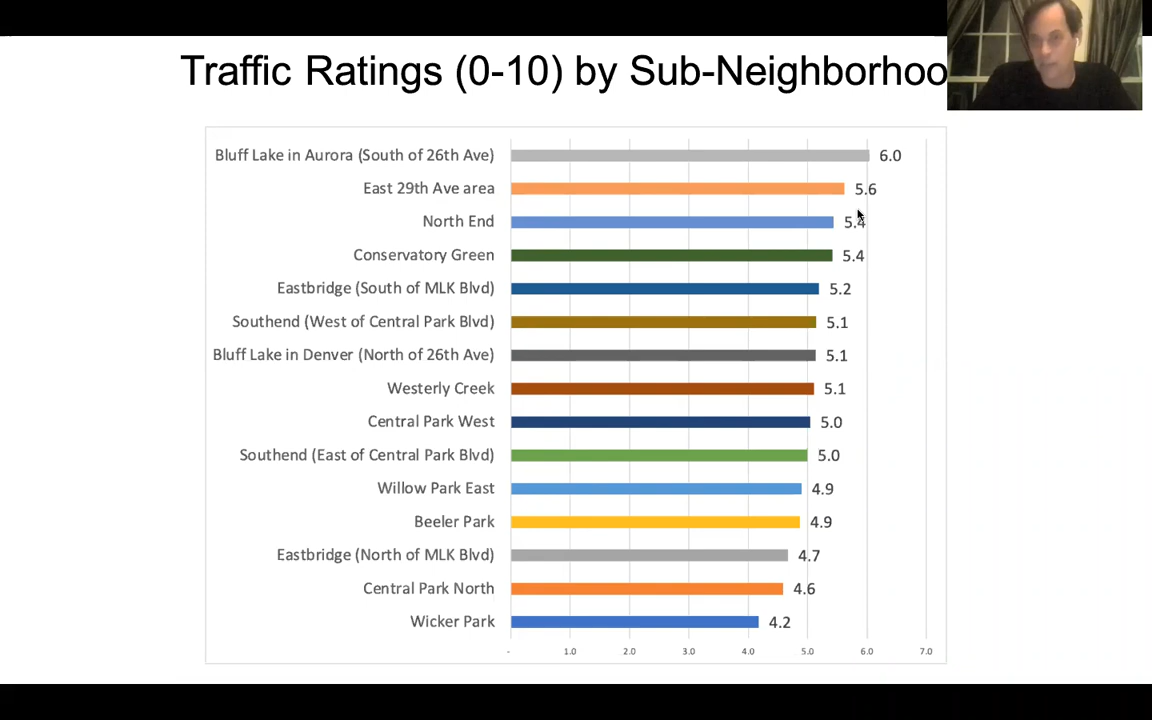 Traffic Ratings (0-10) by Sub-Neighborhoo
Bluff Lake in Aurora (South of 26th Ave) 6.0
East 29th Ave area 5.6
North End 5.4
Conservatory Green 5.4
Eastbridge (South of MLK Blvd) 5.2
Southend (West of Central Park Blvd) 5.1
Bluff Lake in Denver (North of 26th Ave) 5.1
Westerly Creek 5.1
Central Park West 5.0
Southend (East of Central Park Blvd) 5.0
Willow Park East 4.9
Beeler Park 4.9
Eastbridge (North of MLK Blvd) 4.7
Central Park North 4.6
Wicker Park 4.2
- 1.0 2.0 3.0 4.0 5.0 6.0 7.0